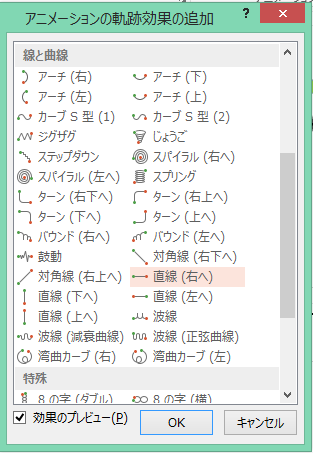 アニメーションの軌跡効果の追加 ?
線と曲線
アーチ (右) アーチ (下)
アーチ (左) アーチ (上)
カーブ S 型 (1) カーブ S 型 (2)
ジグザグ じょうご
ステップダウン スパイラル (右へ)
スパイラル (左へ) スプリング
ターン (右下へ) ターン (右上へ)
ターン (下へ) ターン (上へ)
バウンド (右へ) バウンド (左へ)
鼓動 対角線 (右下へ)
対角線 (右上へ) 直線 (右へ)
直線 (下へ) 直線 (左へ)
直線 (上へ) 波線
波線 (減衰曲線) 波線 (正弦曲線)
湾曲カーブ (右) 湾曲カーブ (左)
特殊
8 の字 (ダブル) 8 の字 (横)
効果のプレビュー(P) OK キャンセル